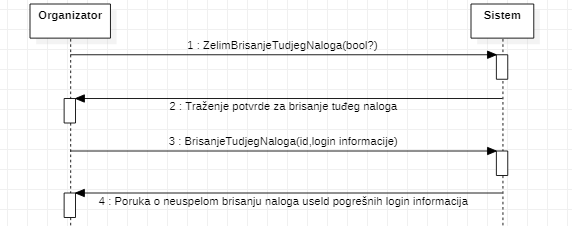 Organizator
Sistem
1 : ZelimBrisanjeTudjegNaloga(bool?)
2 : Traženje potvrde za brisanje tuđeg naloga
3 : BrisanjeTudjegNaloga(id,login informacije)
4 : Poruka o neuspelom brisanju naloga useld pogrešnih login informacija